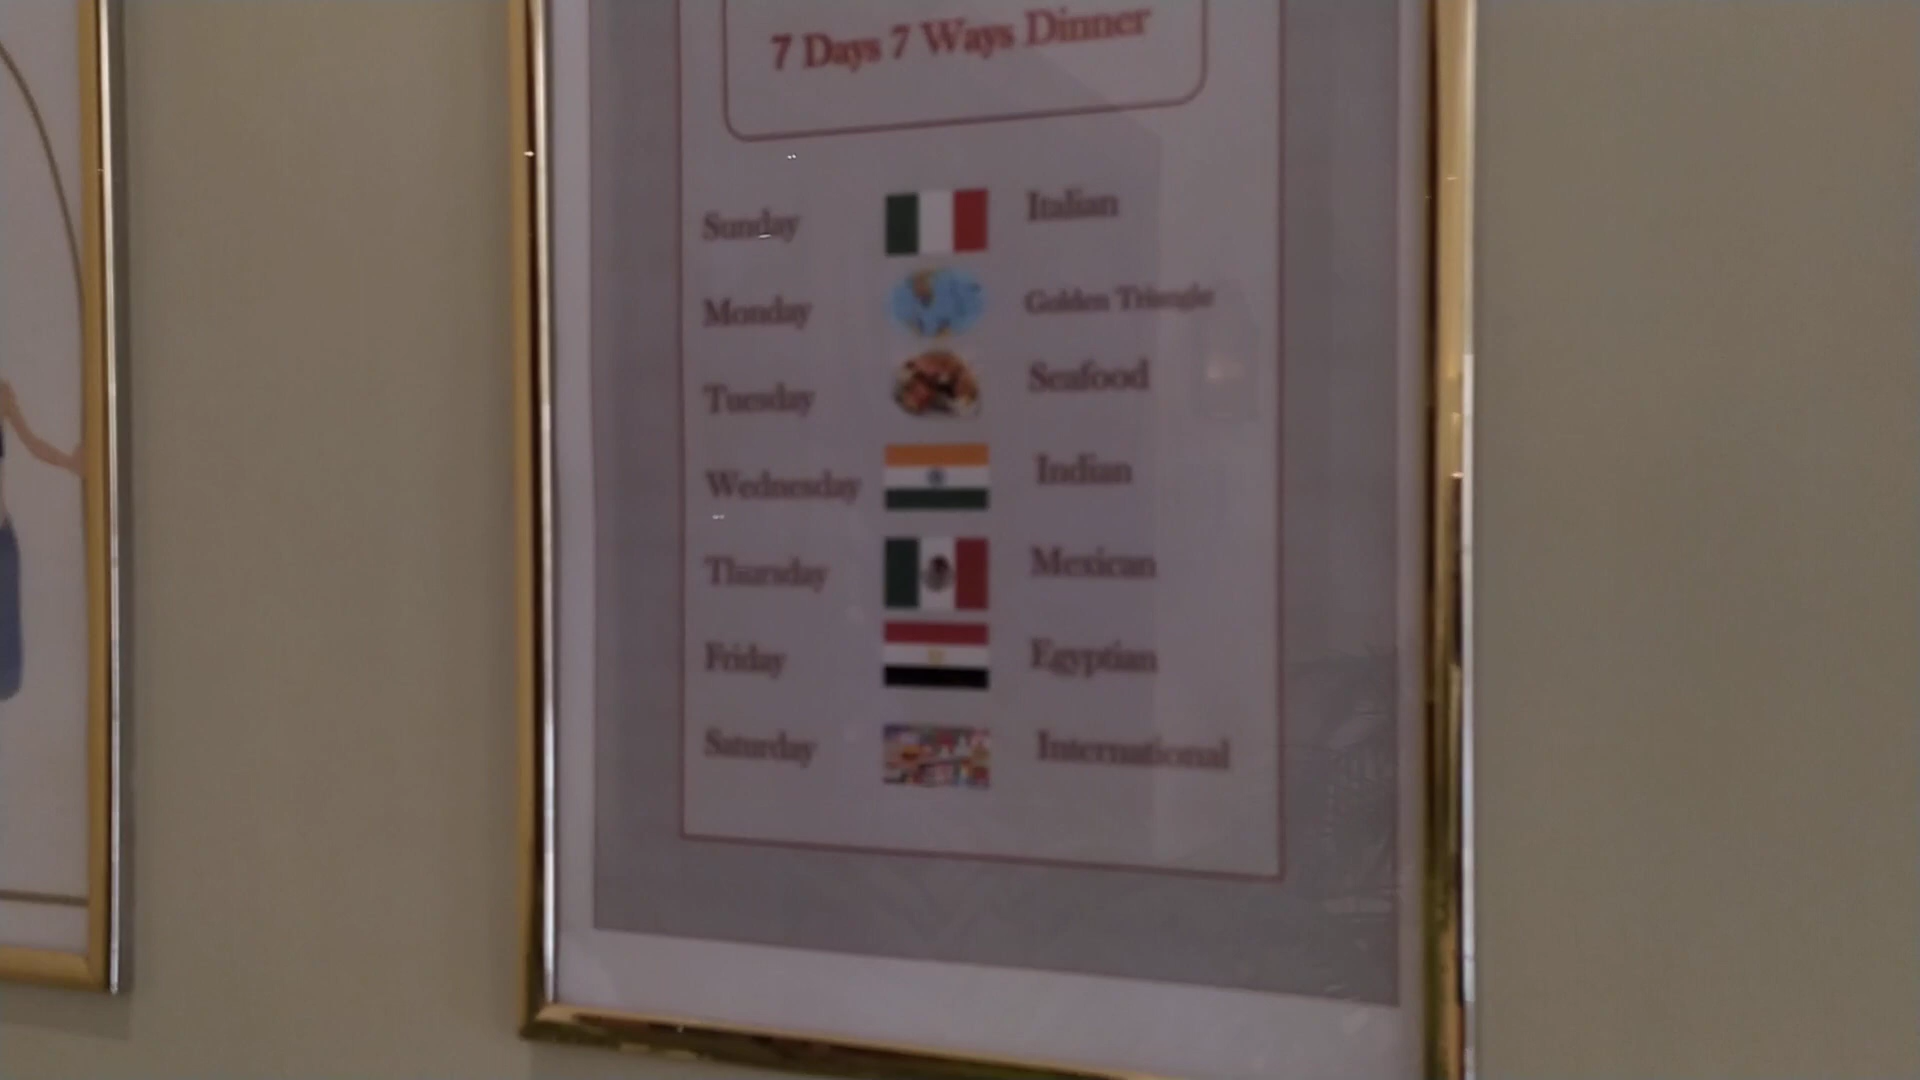 7 Days 7 Ways Dinner
Sunday Italian
Monday Golden Triangle
Tuesday Seafood
Wednesday Indian
Thursday Mexican
Friday Egyptian
Saturday International